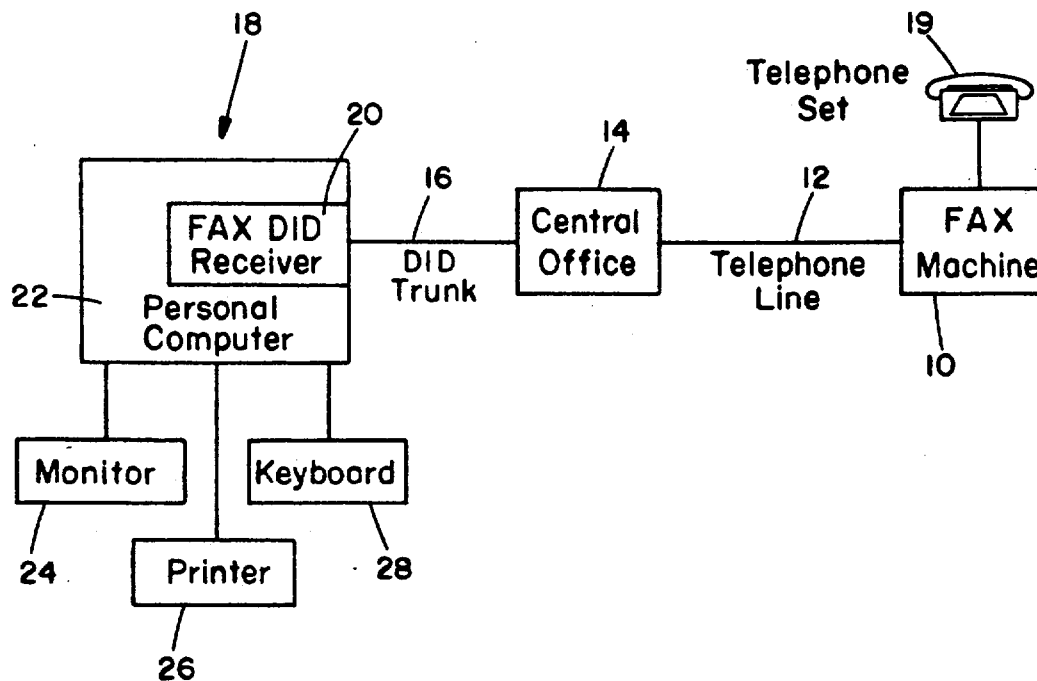 18
19
Telephone
Set
20
14
16
12
FAX DID
Receiver
Central
Office
FAX
Machine
DID
Trunk
Telephone
Line
22
Personal
Computer
10
Monitor
Keyboard
24
Printer
28
26